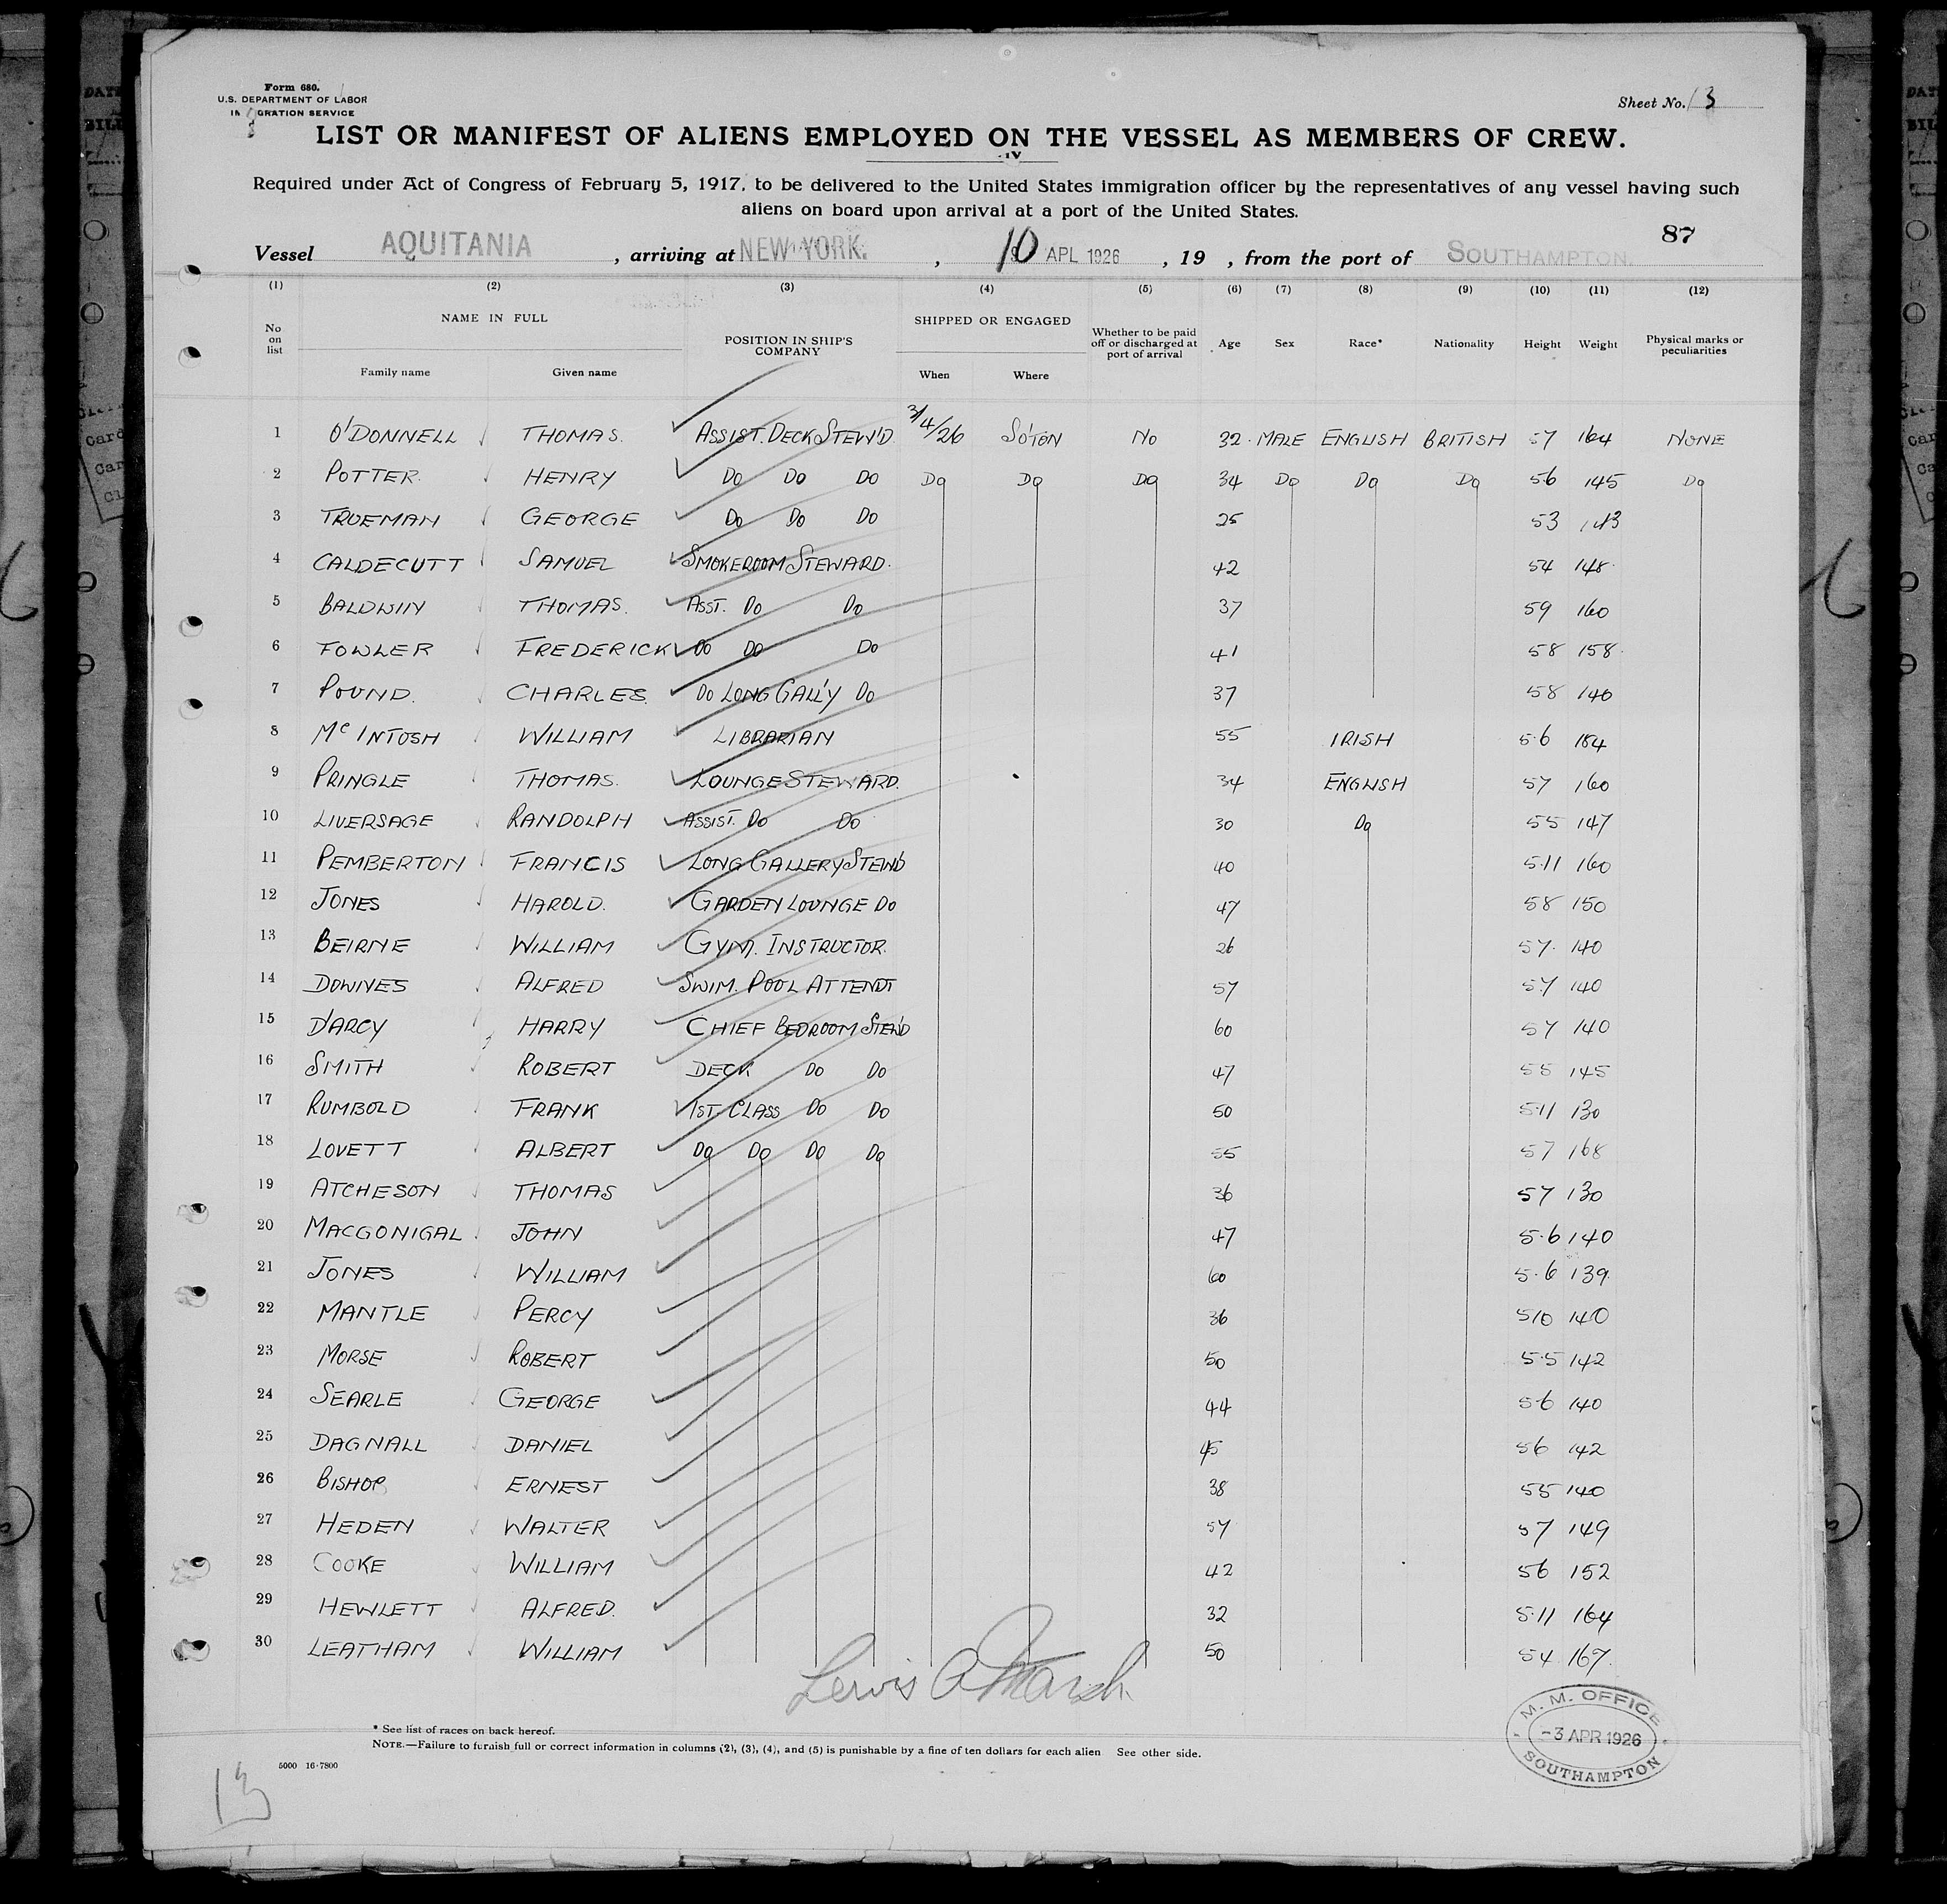 Form 680.
U.S. DEPARTMENT OF LABOR
GRATION SERVICE
Sheet No. 13
LIST OR MANIFEST OF ALIENS EMPLOYED ON THE VESSEL AS MEMBERS OF CREW.
Required under Act of Congress of February 5, 1917, to be delivered to the United States immigration officer by the representatives of any vessel having such
aliens on board upon arrival at a port of the United States.
87
Vessel AQUITANIA , arriving at NEW YORK. , 10 APL 1926 , 19 , from the port of SOUTHAMPTON.
(1) (2) (3) (4) (5) (6) (7) (8) (9) (10) (11) (12)
No on list NAME IN FULL Family name Given name POSITION IN SHIP'S COMPANY SHIPPED OR ENGAGED When Where Whether to be paid off or discharged at port of arrival Age Sex Race* Nationality Height Weight Physical marks or peculiarities
1 O'DONNELL THOMAS. ASSIST. DECK STEW'D 3/4/26 SO'TON NO 32 MALE ENGLISH BRITISH 57 164 NONE
2 POTTER HENRY DO DO DO DO DO DO 34 DO DO DO 5.6 145 DO
3 TRUEMAN GEORGE DO DO DO 25 53
4 CALDECUTT SAMUEL SMOKEROOM STEWARD. 42 54 148
5 BALDWIN THOMAS. ASST. DO DO 37 59 160
6 FOWLER FREDERICK DO DO DO 41 58 158
7 POUND. CHARLES. DO LONG GALL'Y DO 37 58 140
8 McINTOSH WILLIAM LIBRARIAN 55 IRISH 5.6 184
9 PRINGLE THOMAS. LOUNGE STEWARD. 34 ENGLISH 57 160
10 LIVERSAGE RANDOLPH ASSIST. DO DO 30 DO 55 147
11 PEMBERTON FRANCIS LONG GALLERY STEW'D 40 5.11 160
12 JONES HAROLD. GARDEN LOUNGE DO 47 58 150
13 BEIRNE WILLIAM GYM. INSTRUCTOR. 26 57. 140
14 DOWNES ALFRED SWIM. POOL ATTENDT 57 5.7 140
15 D'ARCY HARRY CHIEF BEDROOM STEW'D 60 57 140
16 SMITH ROBERT DECK DO DO 47 55 145
17 RUMBOLD FRANK 1ST. CLASS DO DO 50 5.11 130
18 LOVETT ALBERT DO DO DO DO 55 57 168
19 ATCHESON THOMAS 36 57 130
20 MACGONIGAL JOHN 47 5.6 140
21 JONES WILLIAM 60 5.6 139
22 MANTLE PERCY 36 510 140
23 MORSE ROBERT 50 5.5 142
24 SEARLE GEORGE 44 56 140
25 DAGNALL DANIEL 45 56 142
26 BISHOP ERNEST 38 55 140
27 HEDEN WALTER 57 57 149
28 COOKE WILLIAM 42 56 152
29 HEWLETT ALFRED. 32 5.11 164
30 LEATHAM WILLIAM 50 54 167.
Lewis A Marsh
* See list of races on back hereof.
NOTE.—Failure to furnish full or correct information in columns (2), (3), (4), and (5) is punishable by a fine of ten dollars for each alien See other side.
5000 16-7800
M. M. OFFICE
-3 APR 1926
SOUTHAMPTON
13